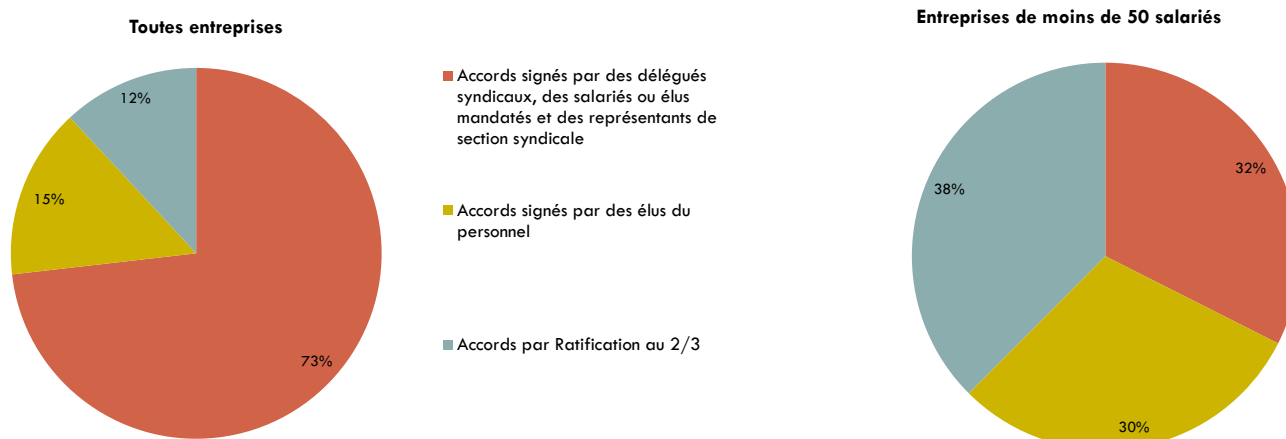 Toutes entreprises
12%
15%
73%
Accords signés par des délégués
syndicaux, des salariés ou élus
mandatés et des représentants de
section syndicale
Accords signés par des élus du
personnel
Accords par Ratification au 2/3
Entreprises de moins de 50 salariés
32%
38%
30%